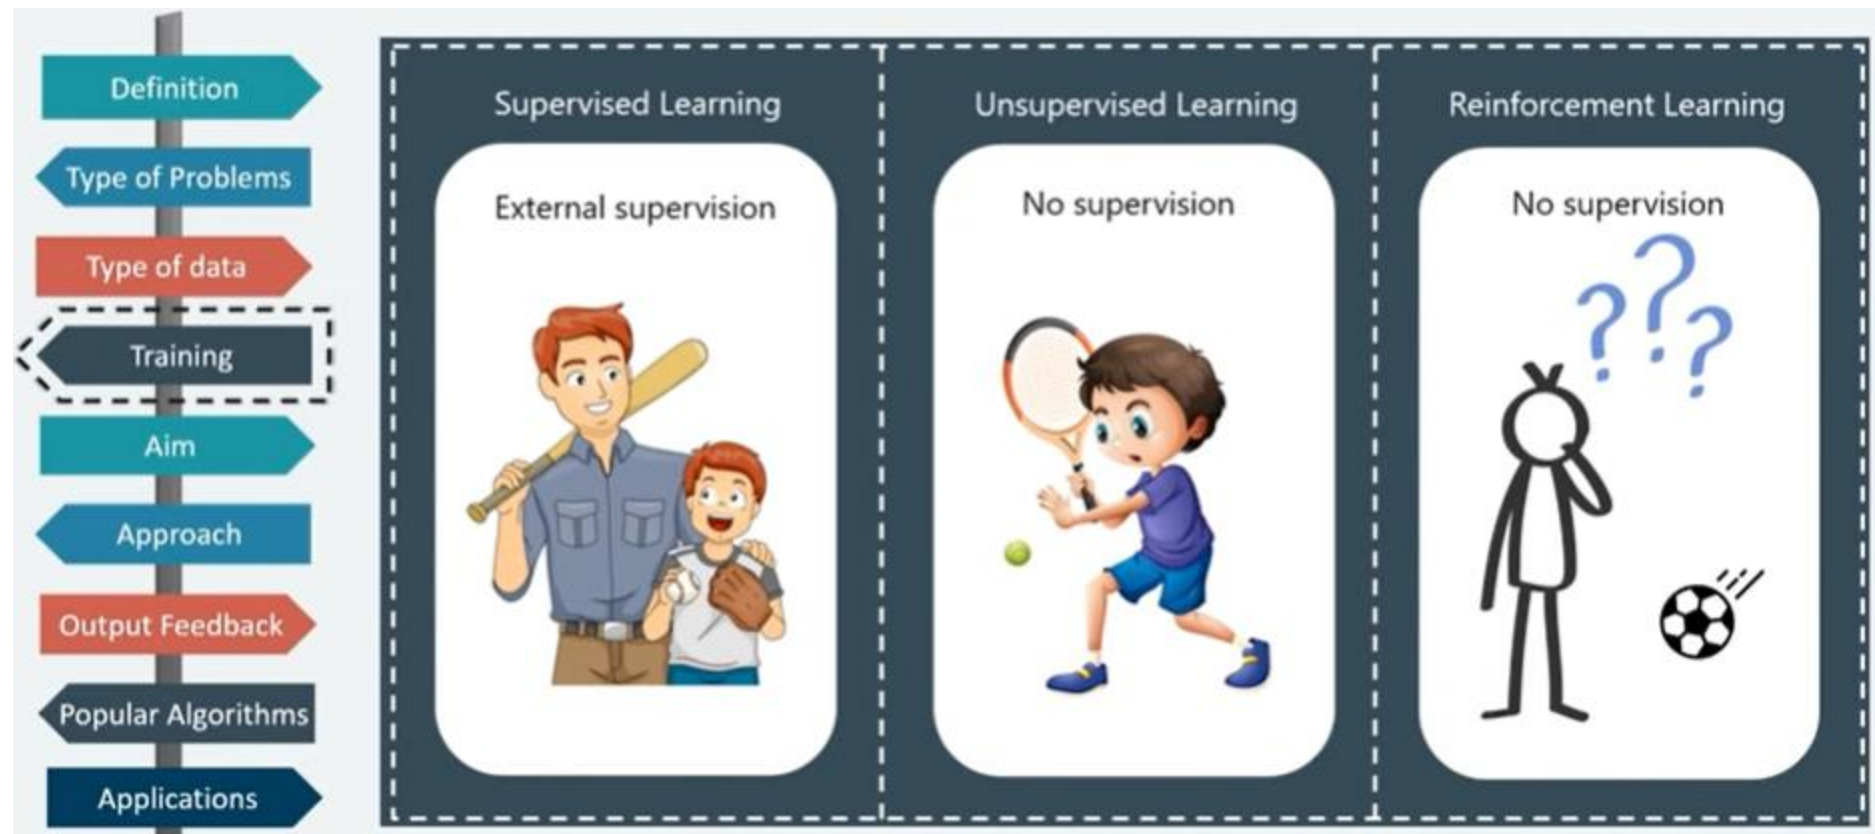 Definition
Type of Problems
Type of data
Training
Aim
Approach
Output Feedback
Popular Algorithms
Applications
Supervised Learning
External supervision
Unsupervised Learning
No supervision
Reinforcement Learning
No supervision
???